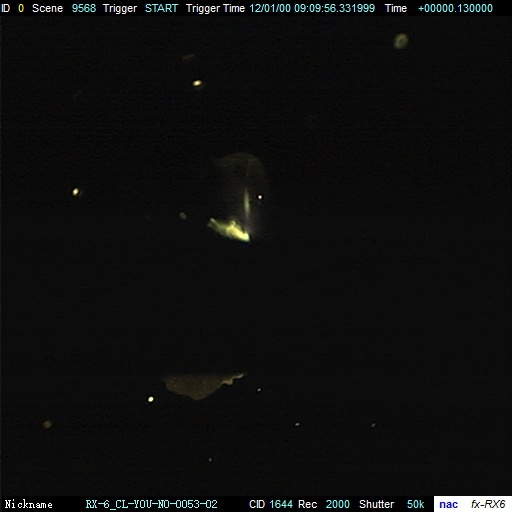 ID 0 Scene 9568 Trigger START Trigger Time 12/01/00 09:09:56.331999 Time +00000.130000
Nickname RX-6_CL-YOU-NO-0053-02 CID 1644 Rec 2000 Shutter 50k nac fx-RX6